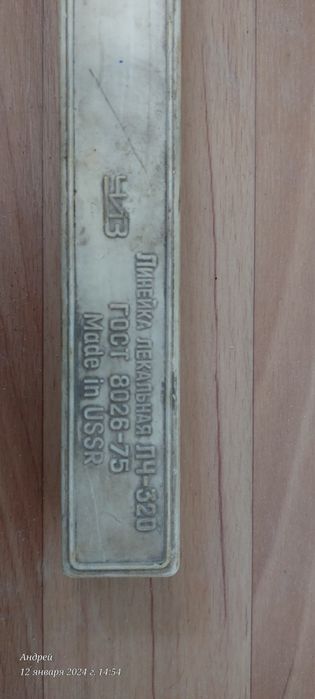 ЧИЗ
ЛИНЕЙКА ЛЕКАЛЬНАЯ ЛЧ-320
ГОСТ 8026-75
Made in USSR
Андрей
12 января 2024 г. 14:54